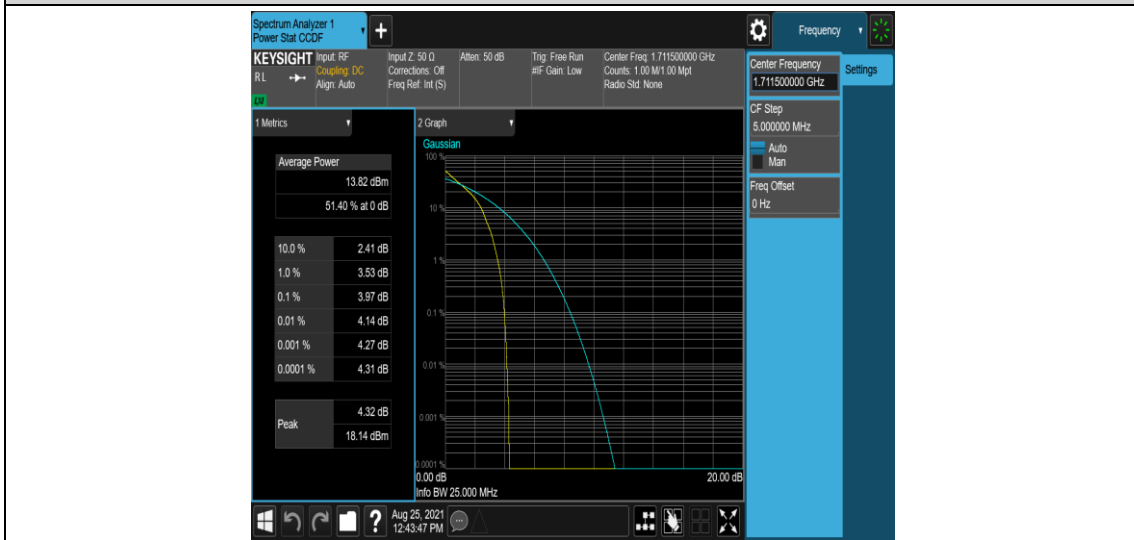 Spectrum Analyzer 1
Power Stat CCDF
+
Frequency
KEYSIGHT
RL
LXI
Input: RF
Coupling: DC
Align: Auto
Input Z: 50 Ω
Corrections: Off
Freq Ref: Int (S)
Atten: 50 dB
Trig: Free Run
#IF Gain: Low
Center Freq: 1.711500000 GHz
Counts: 1.00 M/1.00 Mpt
Radio Std: None
Center Frequency
1.711500000 GHz
Settings
CF Step
5.000000 MHz
Auto
Man
Freq Offset
0 Hz
1 Metrics
Average Power
13.82 dBm
51.40 % at 0 dB
10.0 % 2.41 dB
1.0 % 3.53 dB
0.1 % 3.97 dB
0.01 % 4.14 dB
0.001 % 4.27 dB
0.0001 % 4.31 dB
Peak
4.32 dB
18.14 dBm
2 Graph
Gaussian
100 %
10 %
1 %
0.1 %
0.01 %
0.001 %
0.0001 %
0.00 dB 20.00 dB
Info BW 25.000 MHz
?
Aug 25, 2021
12:43:47 PM